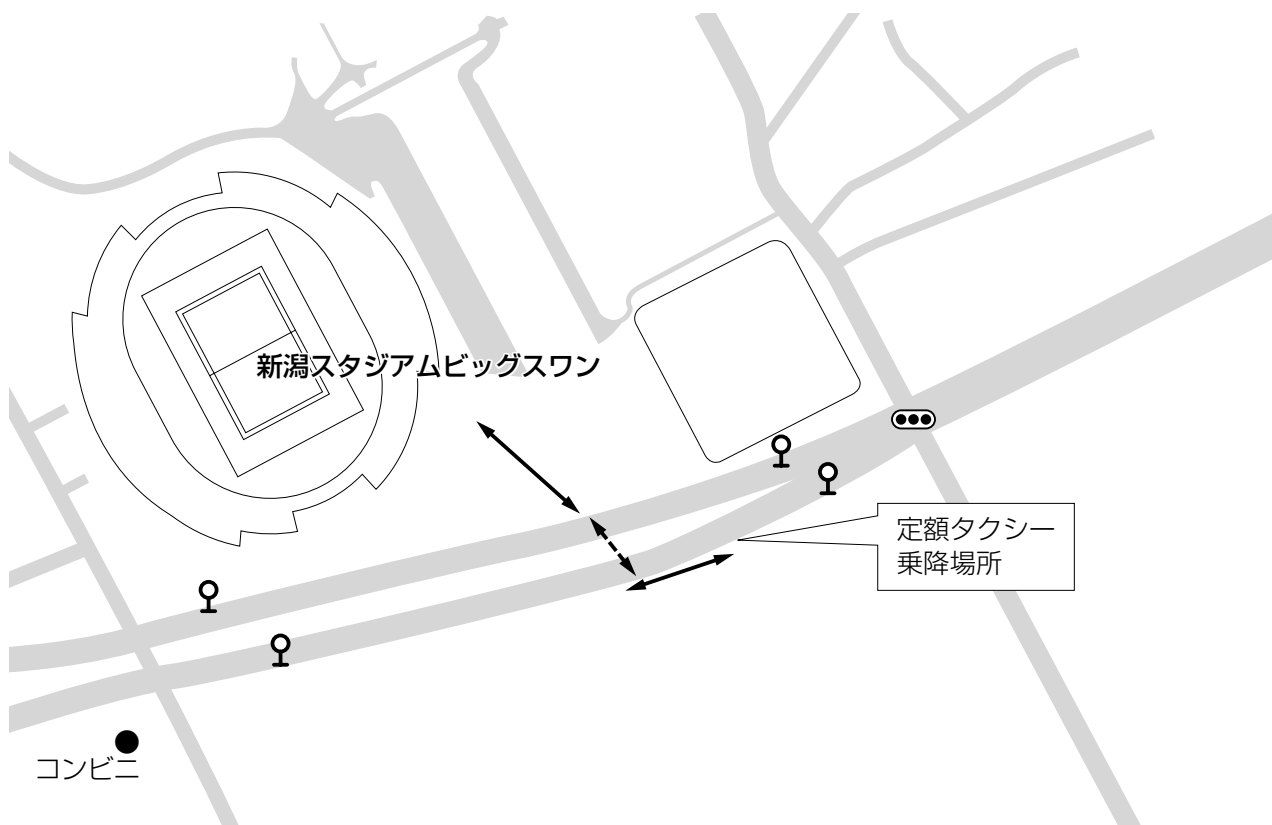 新潟スタジアムビッグスワン
定額タクシー
乗降場所
コンビニ